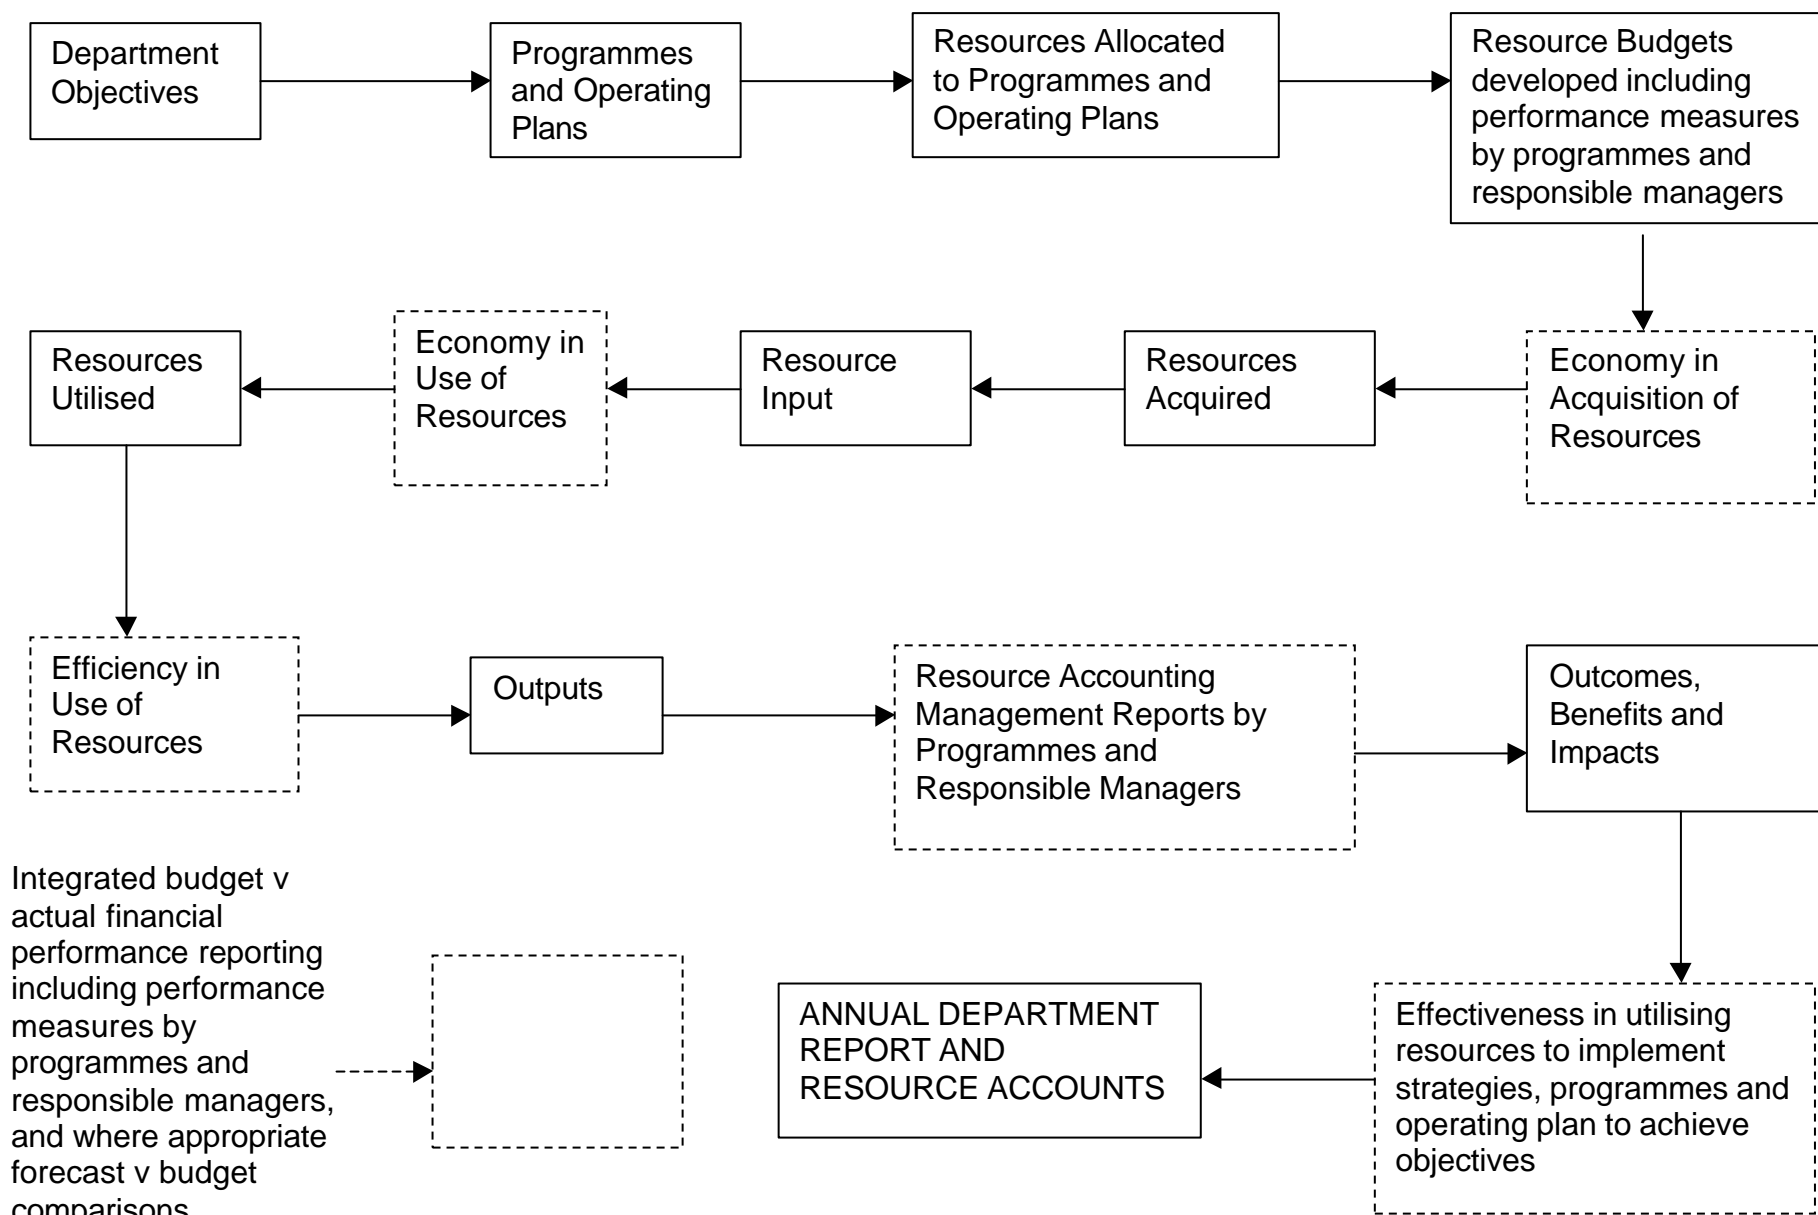 Department
Objectives
Programmes
and Operating
Plans
Resources Allocated
to Programmes and
Operating Plans
Resource Budgets
developed including
performance measures
by programmes and
responsible managers
Economy in
Acquisition of
Resources
Resources
Acquired
Resource
Input
Economy in
Use of
Resources
Resources
Utilised
Efficiency in
Use of
Resources
Outputs
Resource Accounting
Management Reports by
Programmes and
Responsible Managers
Outcomes,
Benefits and
Impacts
Effectiveness in utilising
resources to implement
strategies, programmes and
operating plan to achieve
objectives
ANNUAL DEPARTMENT
REPORT AND
RESOURCE ACCOUNTS
Integrated budget v
actual financial
performance reporting
including performance
measures by
programmes and
responsible managers,
and where appropriate
forecast v budget
comparisons